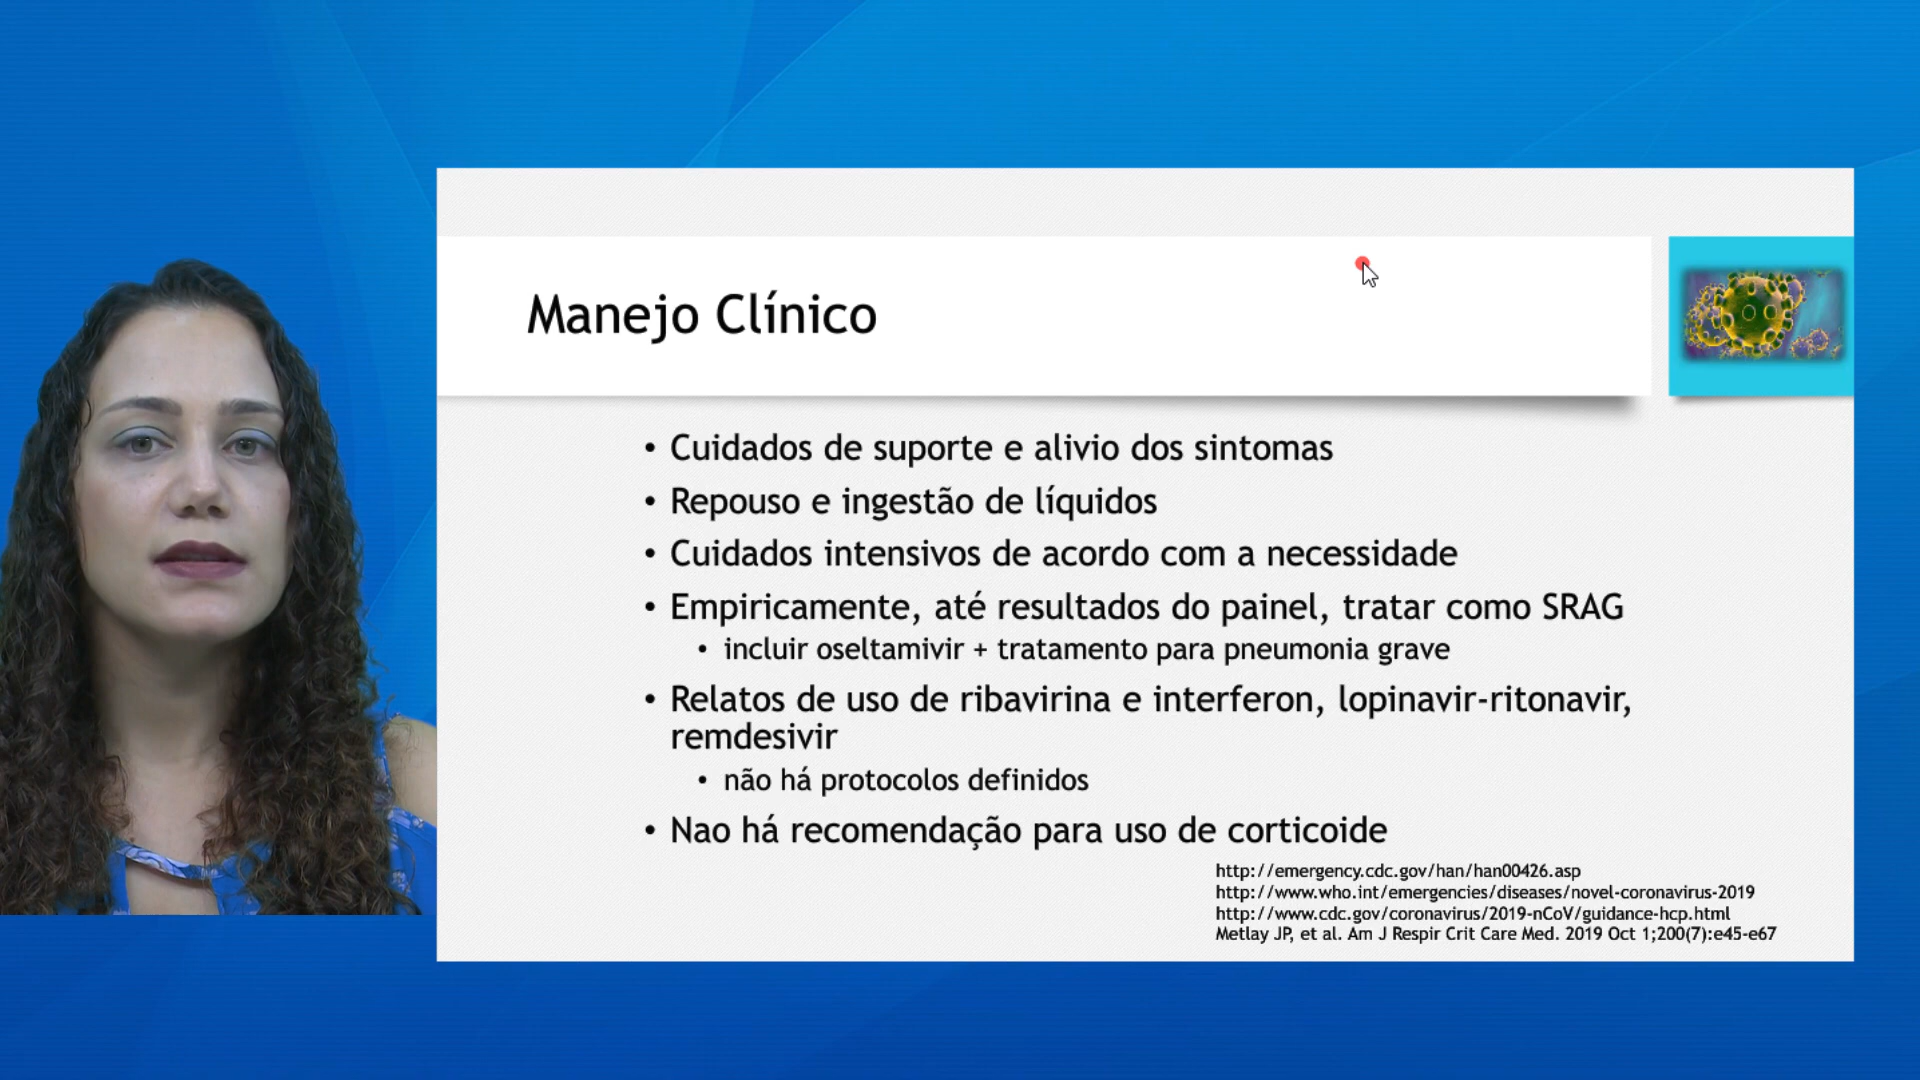 Manejo Clínico
• Cuidados de suporte e alivio dos sintomas
• Repouso e ingestão de líquidos
• Cuidados intensivos de acordo com a necessidade
• Empiricamente, até resultados do painel, tratar como SRAG
• incluir oseltamivir + tratamento para pneumonia grave
• Relatos de uso de ribavirina e interferon, lopinavir-ritonavir,
remdesivir
• não há protocolos definidos
• Nao há recomendação para uso de corticoide
http://emergency.cdc.gov/han/han00426.asp
http://www.who.int/emergencies/diseases/novel-coronavirus-2019
http://www.cdc.gov/coronavirus/2019-nCoV/guidance-hcp.html
Metlay JP, et al. Am J Respir Crit Care Med. 2019 Oct 1;200(7):e45-e67